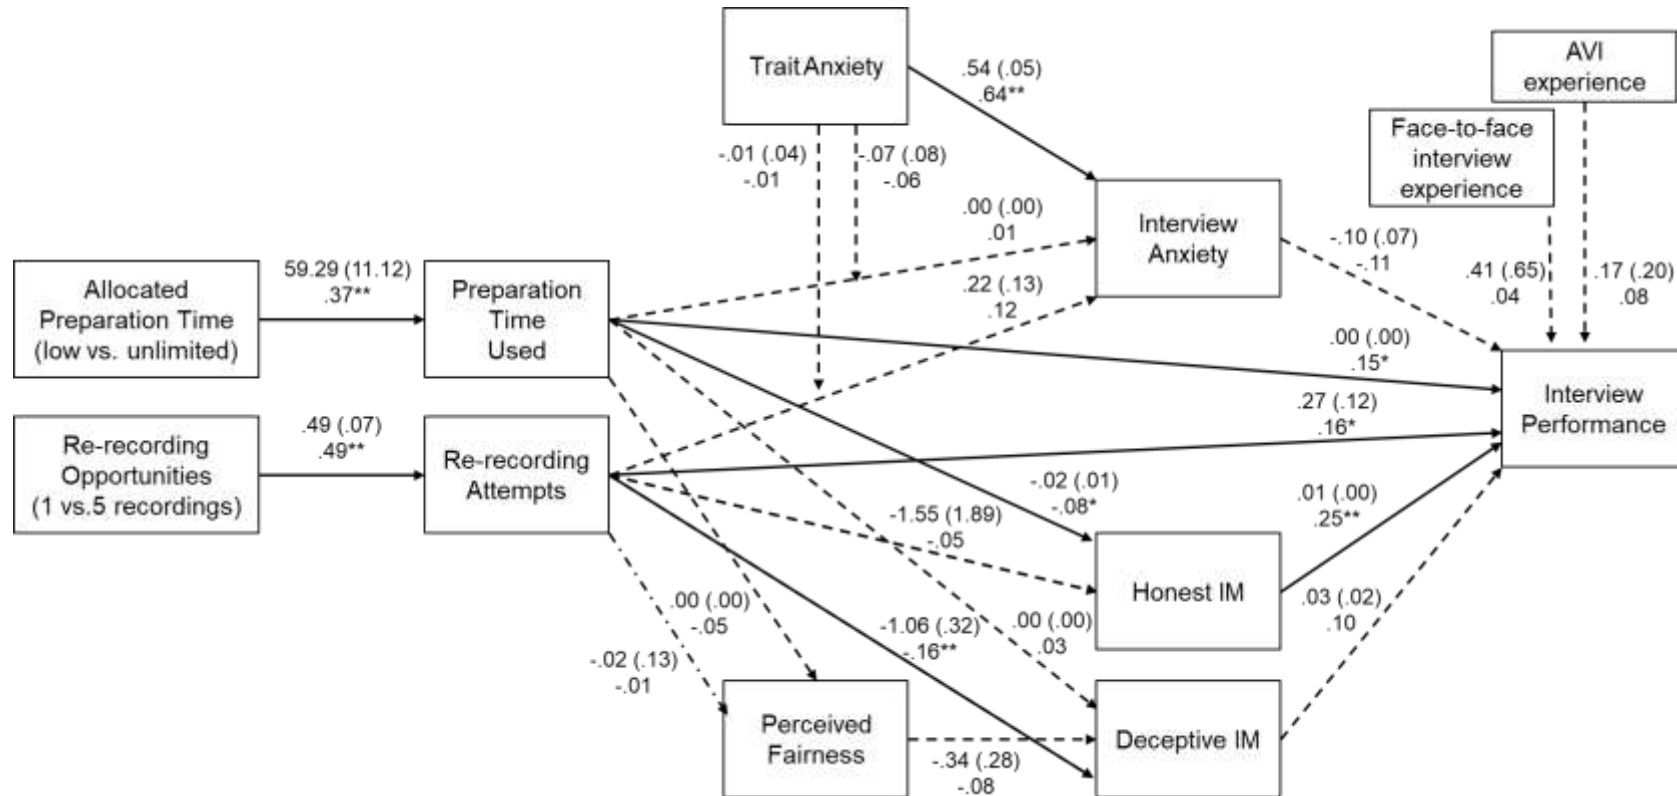 Trait Anxiety
.54 (.05)
.64**
AVI
experience
Face-to-face
interview
experience
-.01 (.04)
-.01
-.07 (.08)
-.06
.00 (.00)
.01
Interview
Anxiety
-.10 (.07)
-.11
.41 (.65)
.04
.17 (.20)
.08
Allocated
Preparation Time
(low vs. unlimited)
59.29 (11.12)
.37**
Preparation
Time
Used
.22 (.13)
.12
.00 (.00)
.15*
Interview
Performance
Re-recording
Opportunities
(1 vs.5 recordings)
.49 (.07)
.49**
Re-recording
Attempts
.27 (.12)
.16*
-.02 (.01)
-.08*
-1.55 (1.89)
-.05
.01 (.00)
.25**
Honest IM
.00 (.00)
-.05
-1.06 (.32)
-.16**
.00 (.00)
.03
.03 (.02)
.10
-.02 (.13)
-.01
Perceived
Fairness
-.34 (.28)
-.08
Deceptive IM